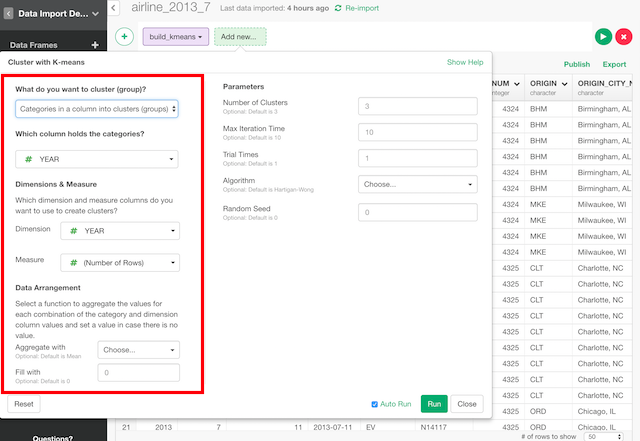 Data Import De...
airline_2013_7
Last data imported: 4 hours ago
Re-import
Data Frames
+
build_kmeans
Add new...
Cluster with K-means
Show Help
Publish
Export
What do you want to cluster (group)?
Categories in a column into clusters (groups)
Which column holds the categories?
# YEAR
Dimensions & Measure
Which dimension and measure columns do you
want to use to create clusters?
Dimension
# YEAR
Measure
# (Number of Rows)
Data Arrangement
Select a function to aggregate the values for
each combination of the category and dimension
column values and set a value in case there is no
value.
Aggregate with
Optional: Default is Mean
Choose...
Fill with
Optional: Default is 0
0
Parameters
Number of Clusters
Optional: Default is 3
3
Max Iteration Time
Optional: Default is 10
10
Trial Times
Optional: Default is 1
1
Algorithm
Optional: Default is Hartigan-Wong
Choose...
Random Seed
Optional: Default is 0
0
Reset
Auto Run
Run
Close
NUM ORIGIN ORIGIN_CITY_N
integer character character
4324 BHM Birmingham, AL
4324 BHM Birmingham, AL
4324 BHM Birmingham, AL
4324 BHM Birmingham, AL
4324 BHM Birmingham, AL
4324 MKE Milwaukee, WI
4324 MKE Milwaukee, WI
4324 MKE Milwaukee, WI
4324 MKE Milwaukee, WI
4325 CLT Charlotte, NC
4325 CLT Charlotte, NC
4325 CLT Charlotte, NC
4325 CLT Charlotte, NC
4325 CLT Charlotte, NC
4325 CLT Charlotte, NC
4325 CLT Charlotte, NC
4325 CLT Charlotte, NC
4325 CLT Charlotte, NC
4325 ORD Chicago, IL
21 2013 7 11 2013-07-11 EV N14117 4325 ORD Chicago, IL
Questions?
# of rows to show 50